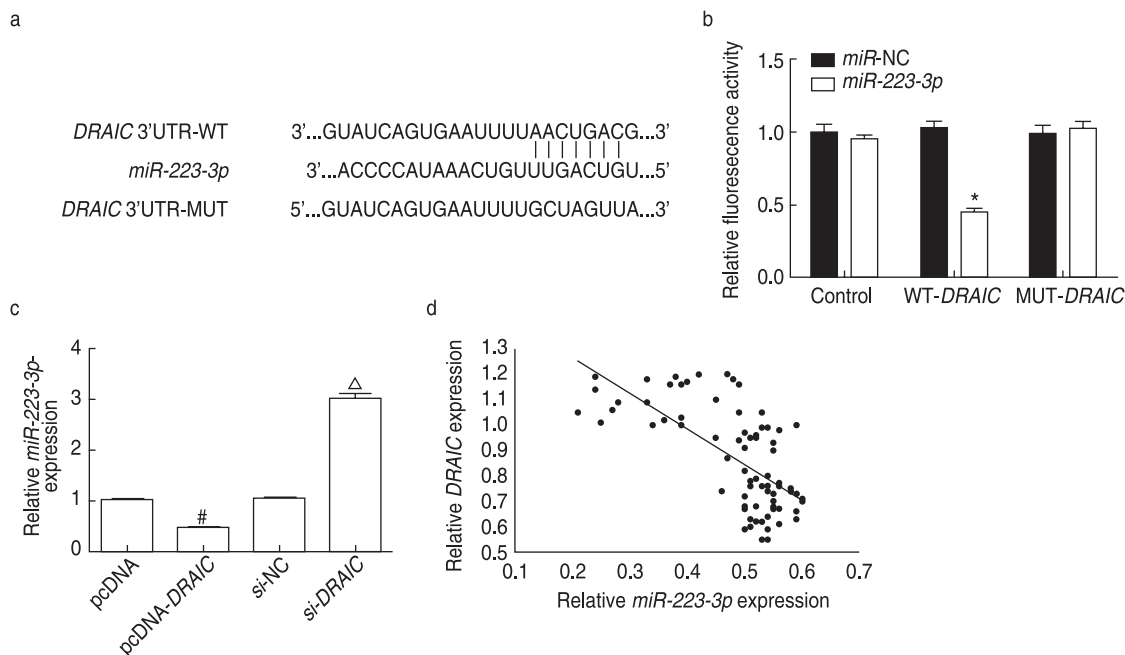 a
DRAIC 3'UTR-WT 3'...GUAUCAGUGAAUUUUAACUGACG...3'
miR-223-3p 3'...ACCCCAUAAACUGUUUGACUGU...5'
DRAIC 3'UTR-MUT 5'...GUAUCAGUGAAUUUUGCUAGUUA...3'
b
Relative fluoresecence activity
1.5
1.0
0.5
0.0
miR-NC
miR-223-3p
*
Control WT-DRAIC MUT-DRAIC
c
Relative miR-223-3p-
expression
4
3
2
1
0
#
△
pcDNA
pcDNA-DRAIC
si-NC
si-DRAIC
d
Relative DRAIC expression
1.3
1.2
1.1
1.0
0.9
0.8
0.7
0.6
0.5
0.1 0.2 0.3 0.4 0.5 0.6 0.7
Relative miR-223-3p expression